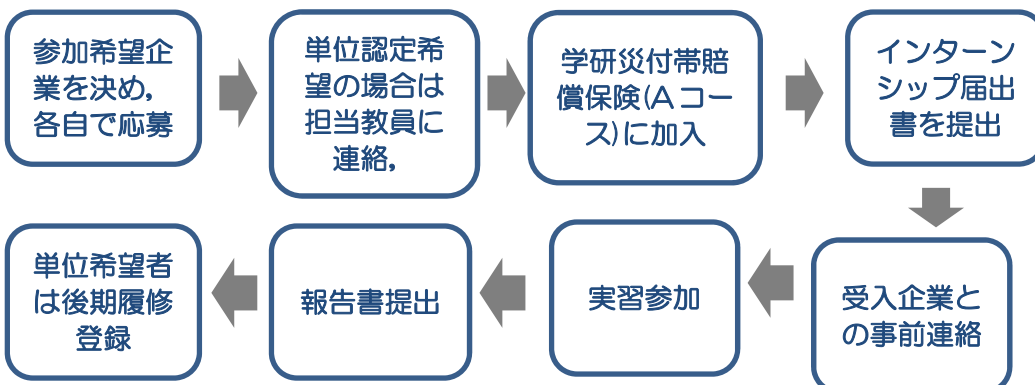 参加希望企
業を決め,
各自で応募
単位認定希
望の場合は
担当教員に
連絡,
学研災付帯賠
償保険(Aコー
ス)に加入
インターン
シップ届出
書を提出
受入企業と
の事前連絡
実習参加
報告書提出
単位希望者
は後期履修
登録